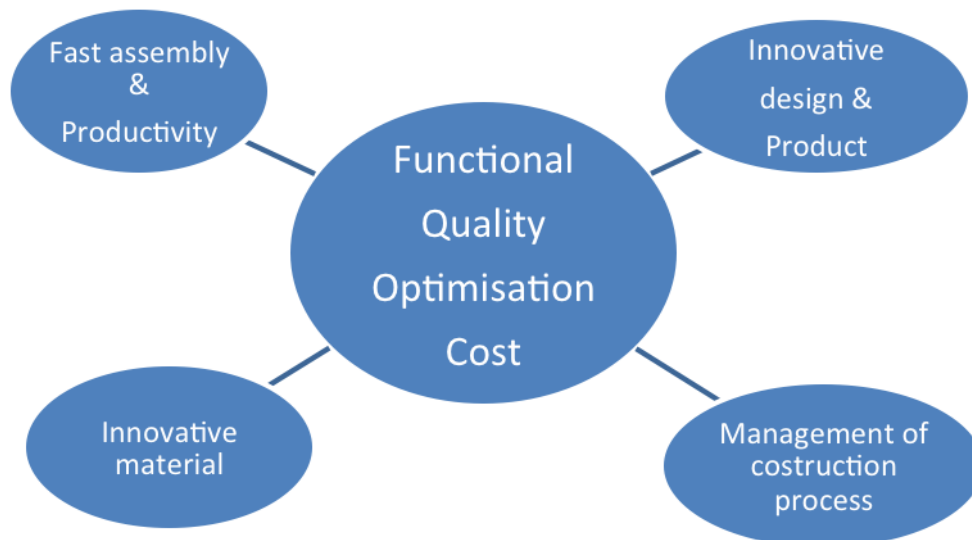 Fast assembly
&
Productivity
Innovative
design &
Product
Functional
Quality
Optimisation
Cost
Innovative
material
Management of
costruction
process